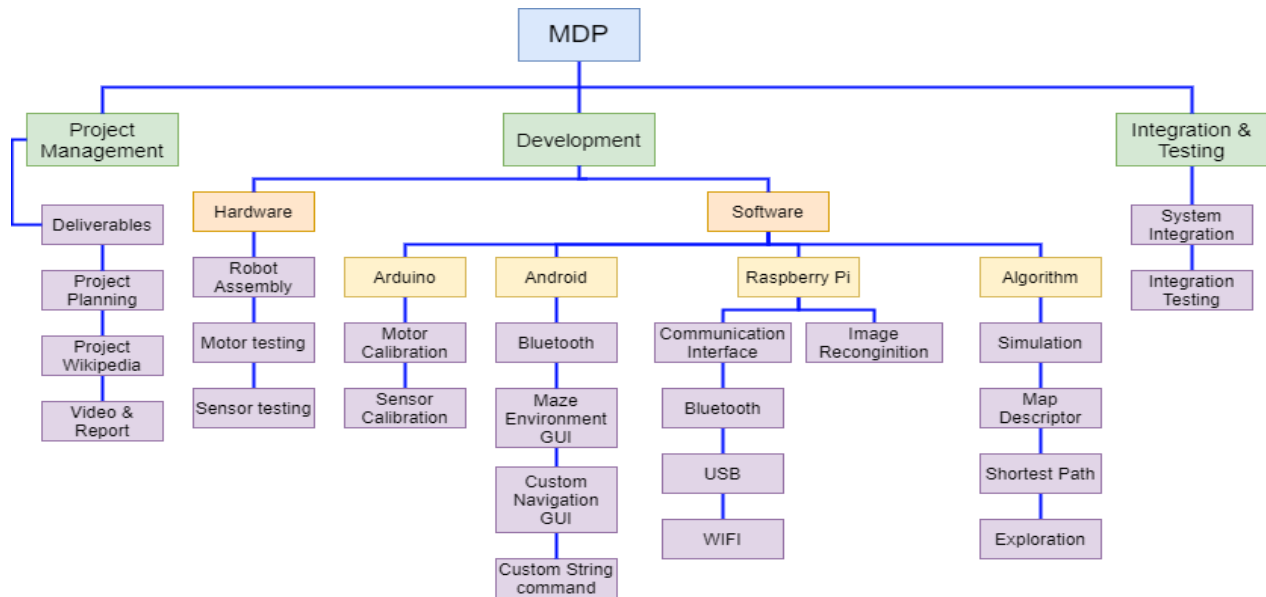 MDP
Project
Management
Development
Integration &
Testing
Deliverables
Hardware
Software
System
Integration
Project
Planning
Robot
Assembly
Arduino
Android
Raspberry Pi
Algorithm
Integration
Testing
Project
Wikipedia
Motor testing
Motor
Calibration
Bluetooth
Communication
Interface
Image
Reconginition
Simulation
Video &
Report
Sensor testing
Sensor
Calibration
Maze
Environment
GUI
Bluetooth
Map
Descriptor
Custom
Navigation
GUI
USB
Shortest Path
Custom String
command
WIFI
Exploration